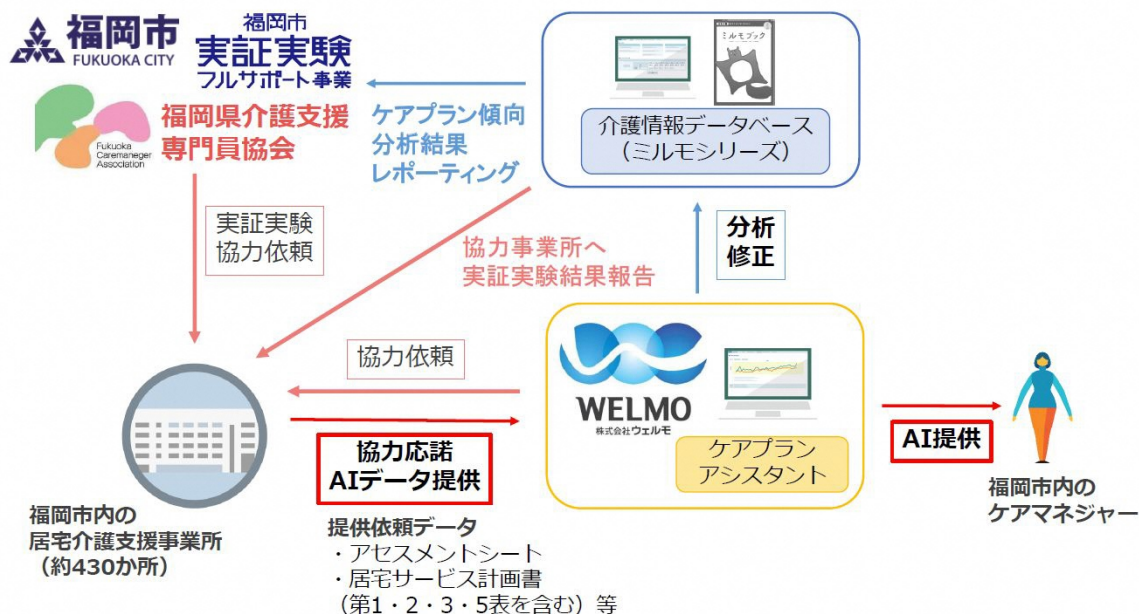 福岡市
FUKUOKA CITY
福岡市
実証実験
フルサポート事業
Fukuoka
Caremaneger
Association
福岡県介護支援
専門員協会
ケアプラン傾向
分析結果
レポーティング
ミルモブック
介護情報データベース
（ミルモシリーズ）
実証実験
協力依頼
協力事業所へ
実証実験結果報告
分析
修正
協力依頼
WELMO
株式会社ウェルモ
ケアプラン
アシスタント
協力応諾
AIデータ提供
AI提供
福岡市内の
居宅介護支援事業所
（約430か所）
提供依頼データ
・アセスメントシート
・居宅サービス計画書
（第1・2・3・5表を含む）等
福岡市内の
ケアマネジャー